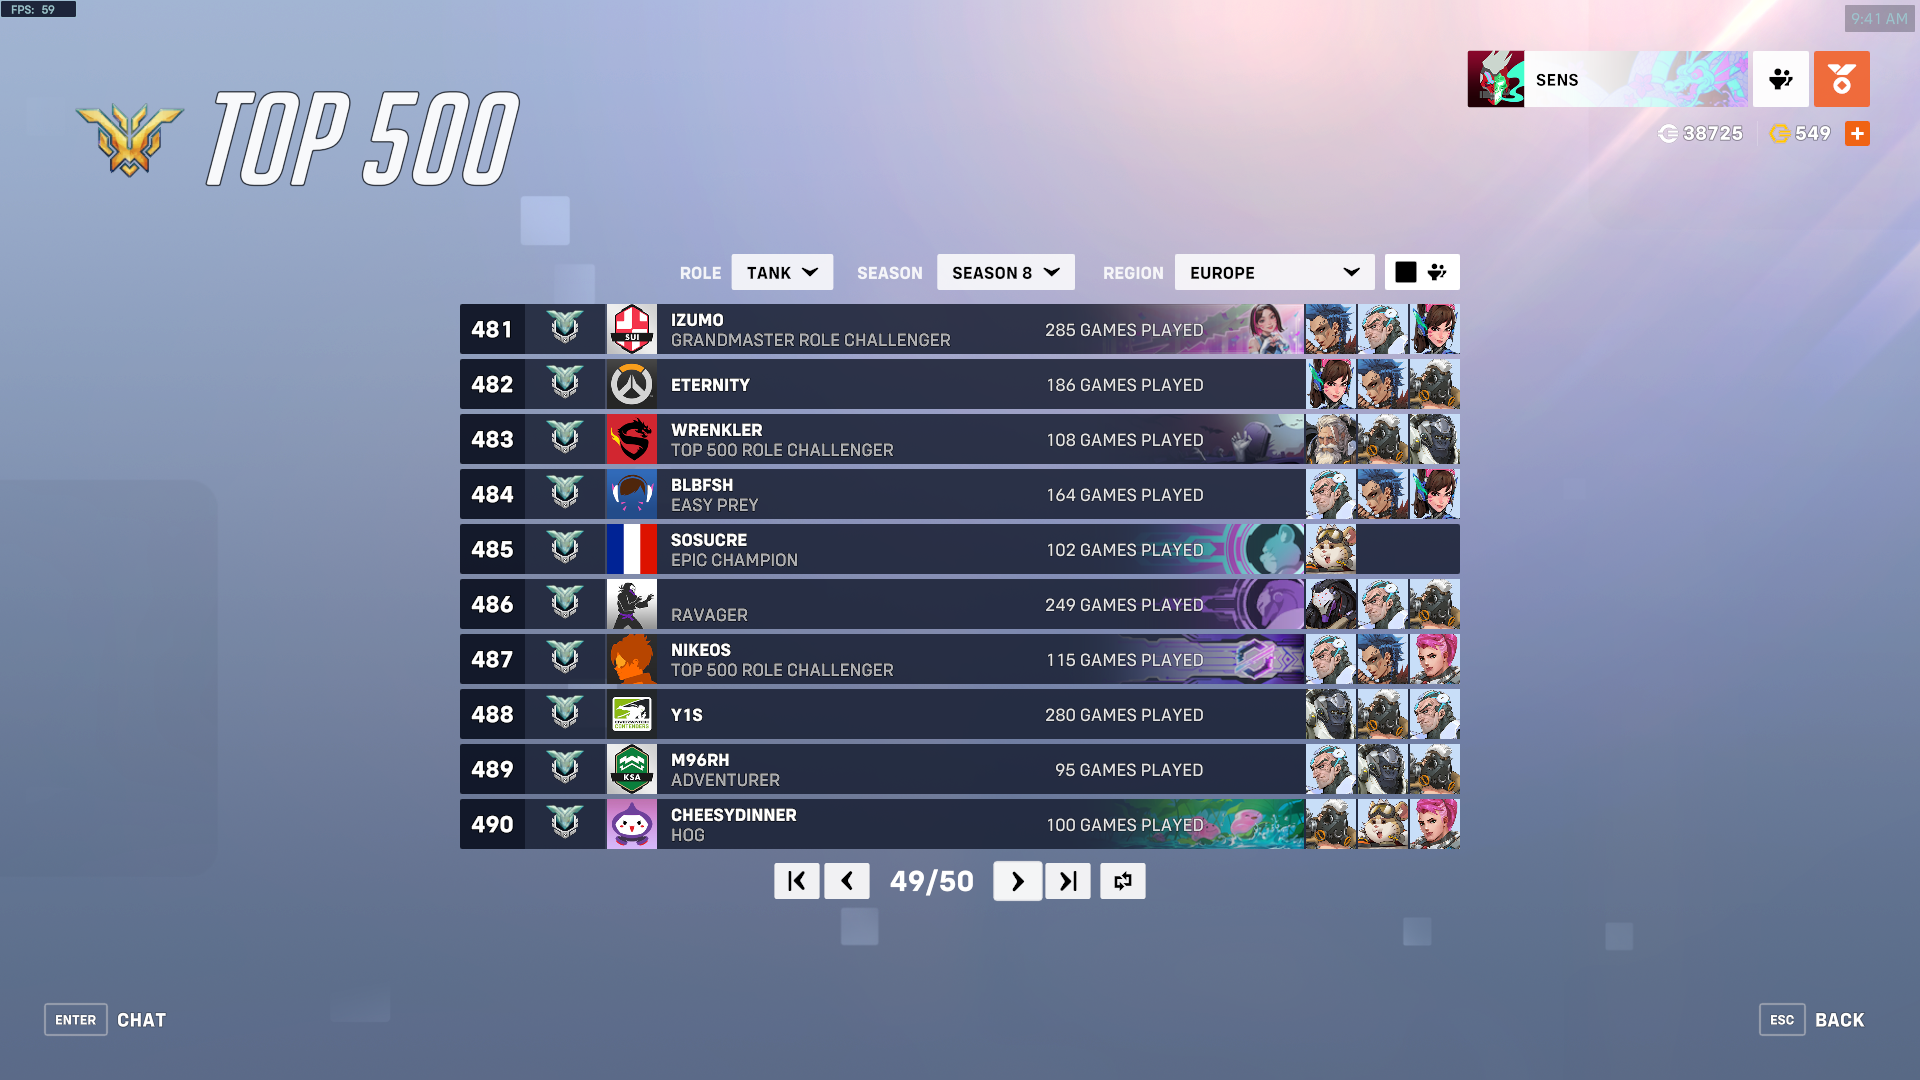 FPS: 59
9:41 AM
TOP 500
SENS
38725
549
ROLE TANK SEASON SEASON 8 REGION EUROPE
481 SUI IZUMO
GRANDMASTER ROLE CHALLENGER
285 GAMES PLAYED
482 ETERNITY
186 GAMES PLAYED
483 WRENKLER
TOP 500 ROLE CHALLENGER
108 GAMES PLAYED
484 BLBFSH
EASY PREY
164 GAMES PLAYED
485 SOSUCRE
EPIC CHAMPION
102 GAMES PLAYED
486 RAVAGER
249 GAMES PLAYED
487 NIKEOS
TOP 500 ROLE CHALLENGER
115 GAMES PLAYED
488 Y1S
280 GAMES PLAYED
489 KSA M96RH
ADVENTURER
95 GAMES PLAYED
490 CHEESYDINNER
HOG
100 GAMES PLAYED
49/50
ENTER CHAT
ESC BACK